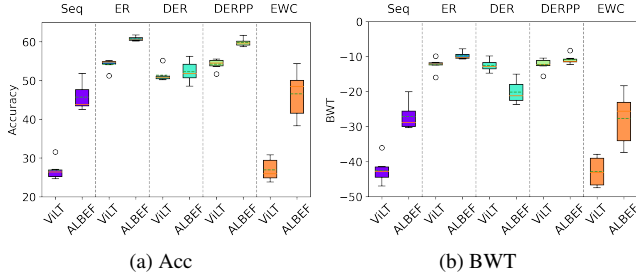 Seq ER DER DERPP EWC
60
50
40
30
20
Accuracy
ViLT ALBEF ViLT ALBEF ViLT ALBEF ViLT ALBEF ViLT ALBEF
(a) Acc
Seq ER DER DERPP EWC
0
−10
−20
−30
−40
−50
BWT
ViLT ALBEF ViLT ALBEF ViLT ALBEF ViLT ALBEF ViLT ALBEF
(b) BWT